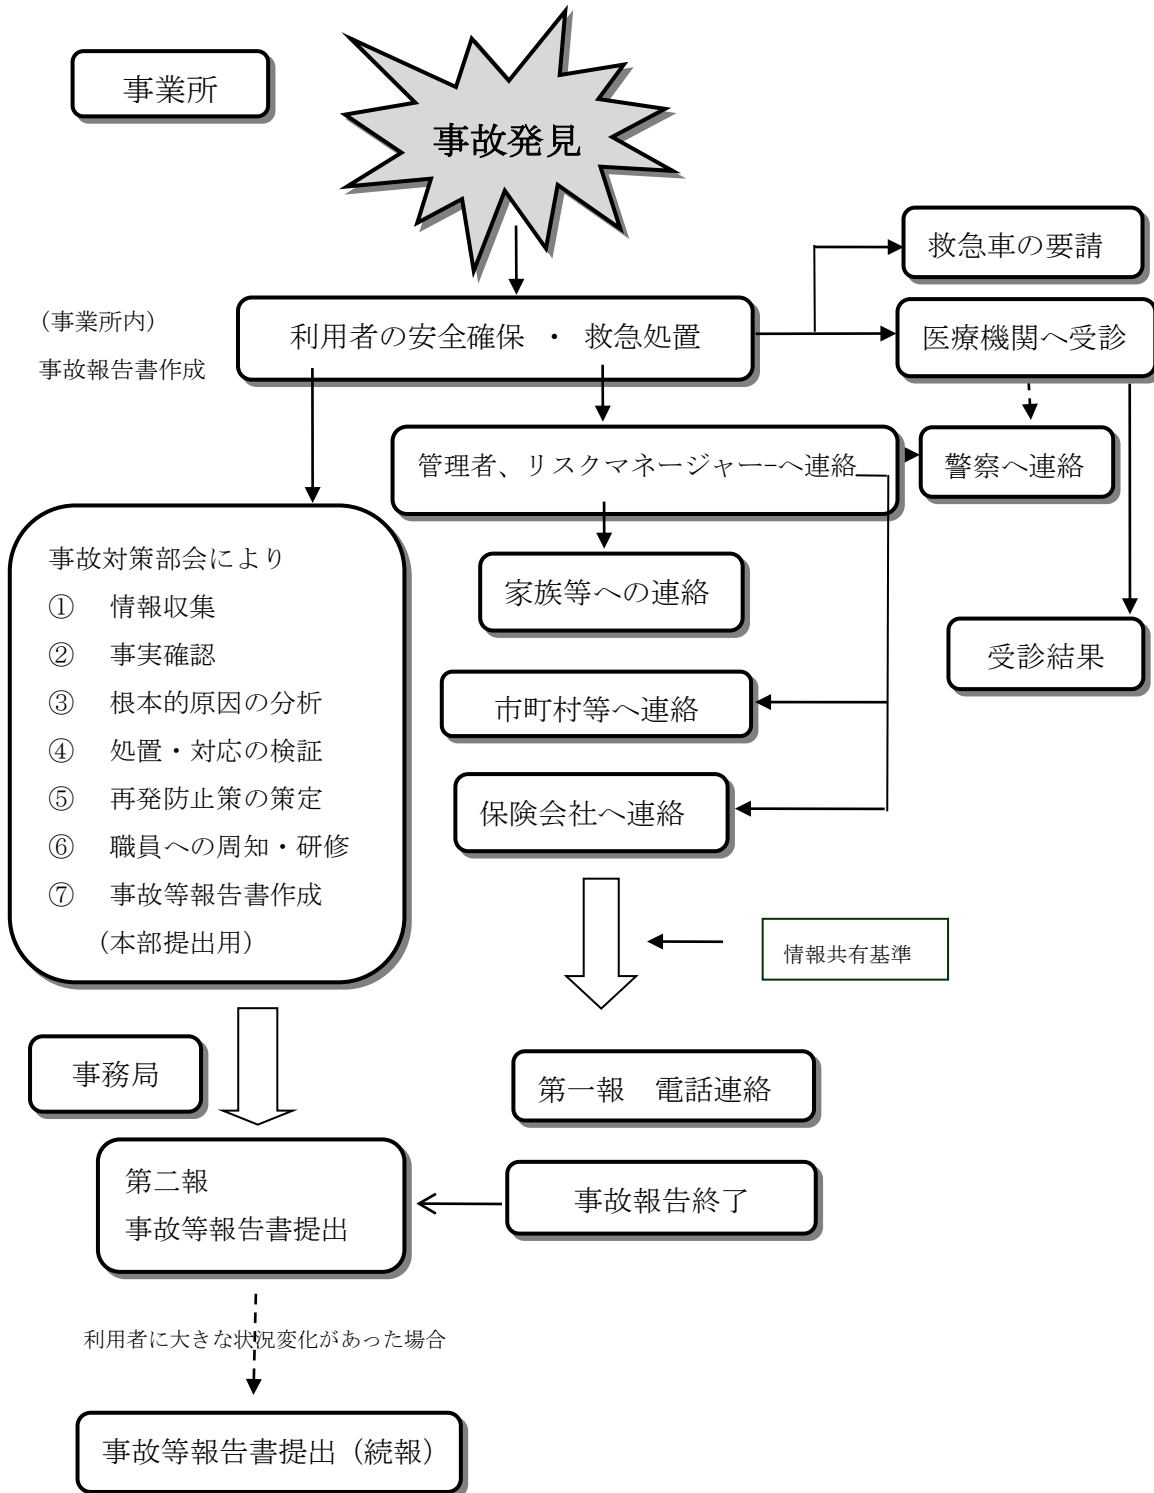 事業所
事故発見
救急車の要請
(事業所内)
事故報告書作成
利用者の安全確保 ・ 救急処置
医療機関へ受診
管理者、リスクマネージャー-へ連絡
警察へ連絡
事故対策部会により
① 情報収集
② 事実確認
③ 根本的原因の分析
④ 処置・対応の検証
⑤ 再発防止策の策定
⑥ 職員への周知・研修
⑦ 事故等報告書作成
(本部提出用)
家族等への連絡
受診結果
市町村等へ連絡
保険会社へ連絡
情報共有基準
事務局
第一報 電話連絡
第二報
事故等報告書提出
事故報告終了
利用者に大きな状況変化があった場合
事故等報告書提出(続報)